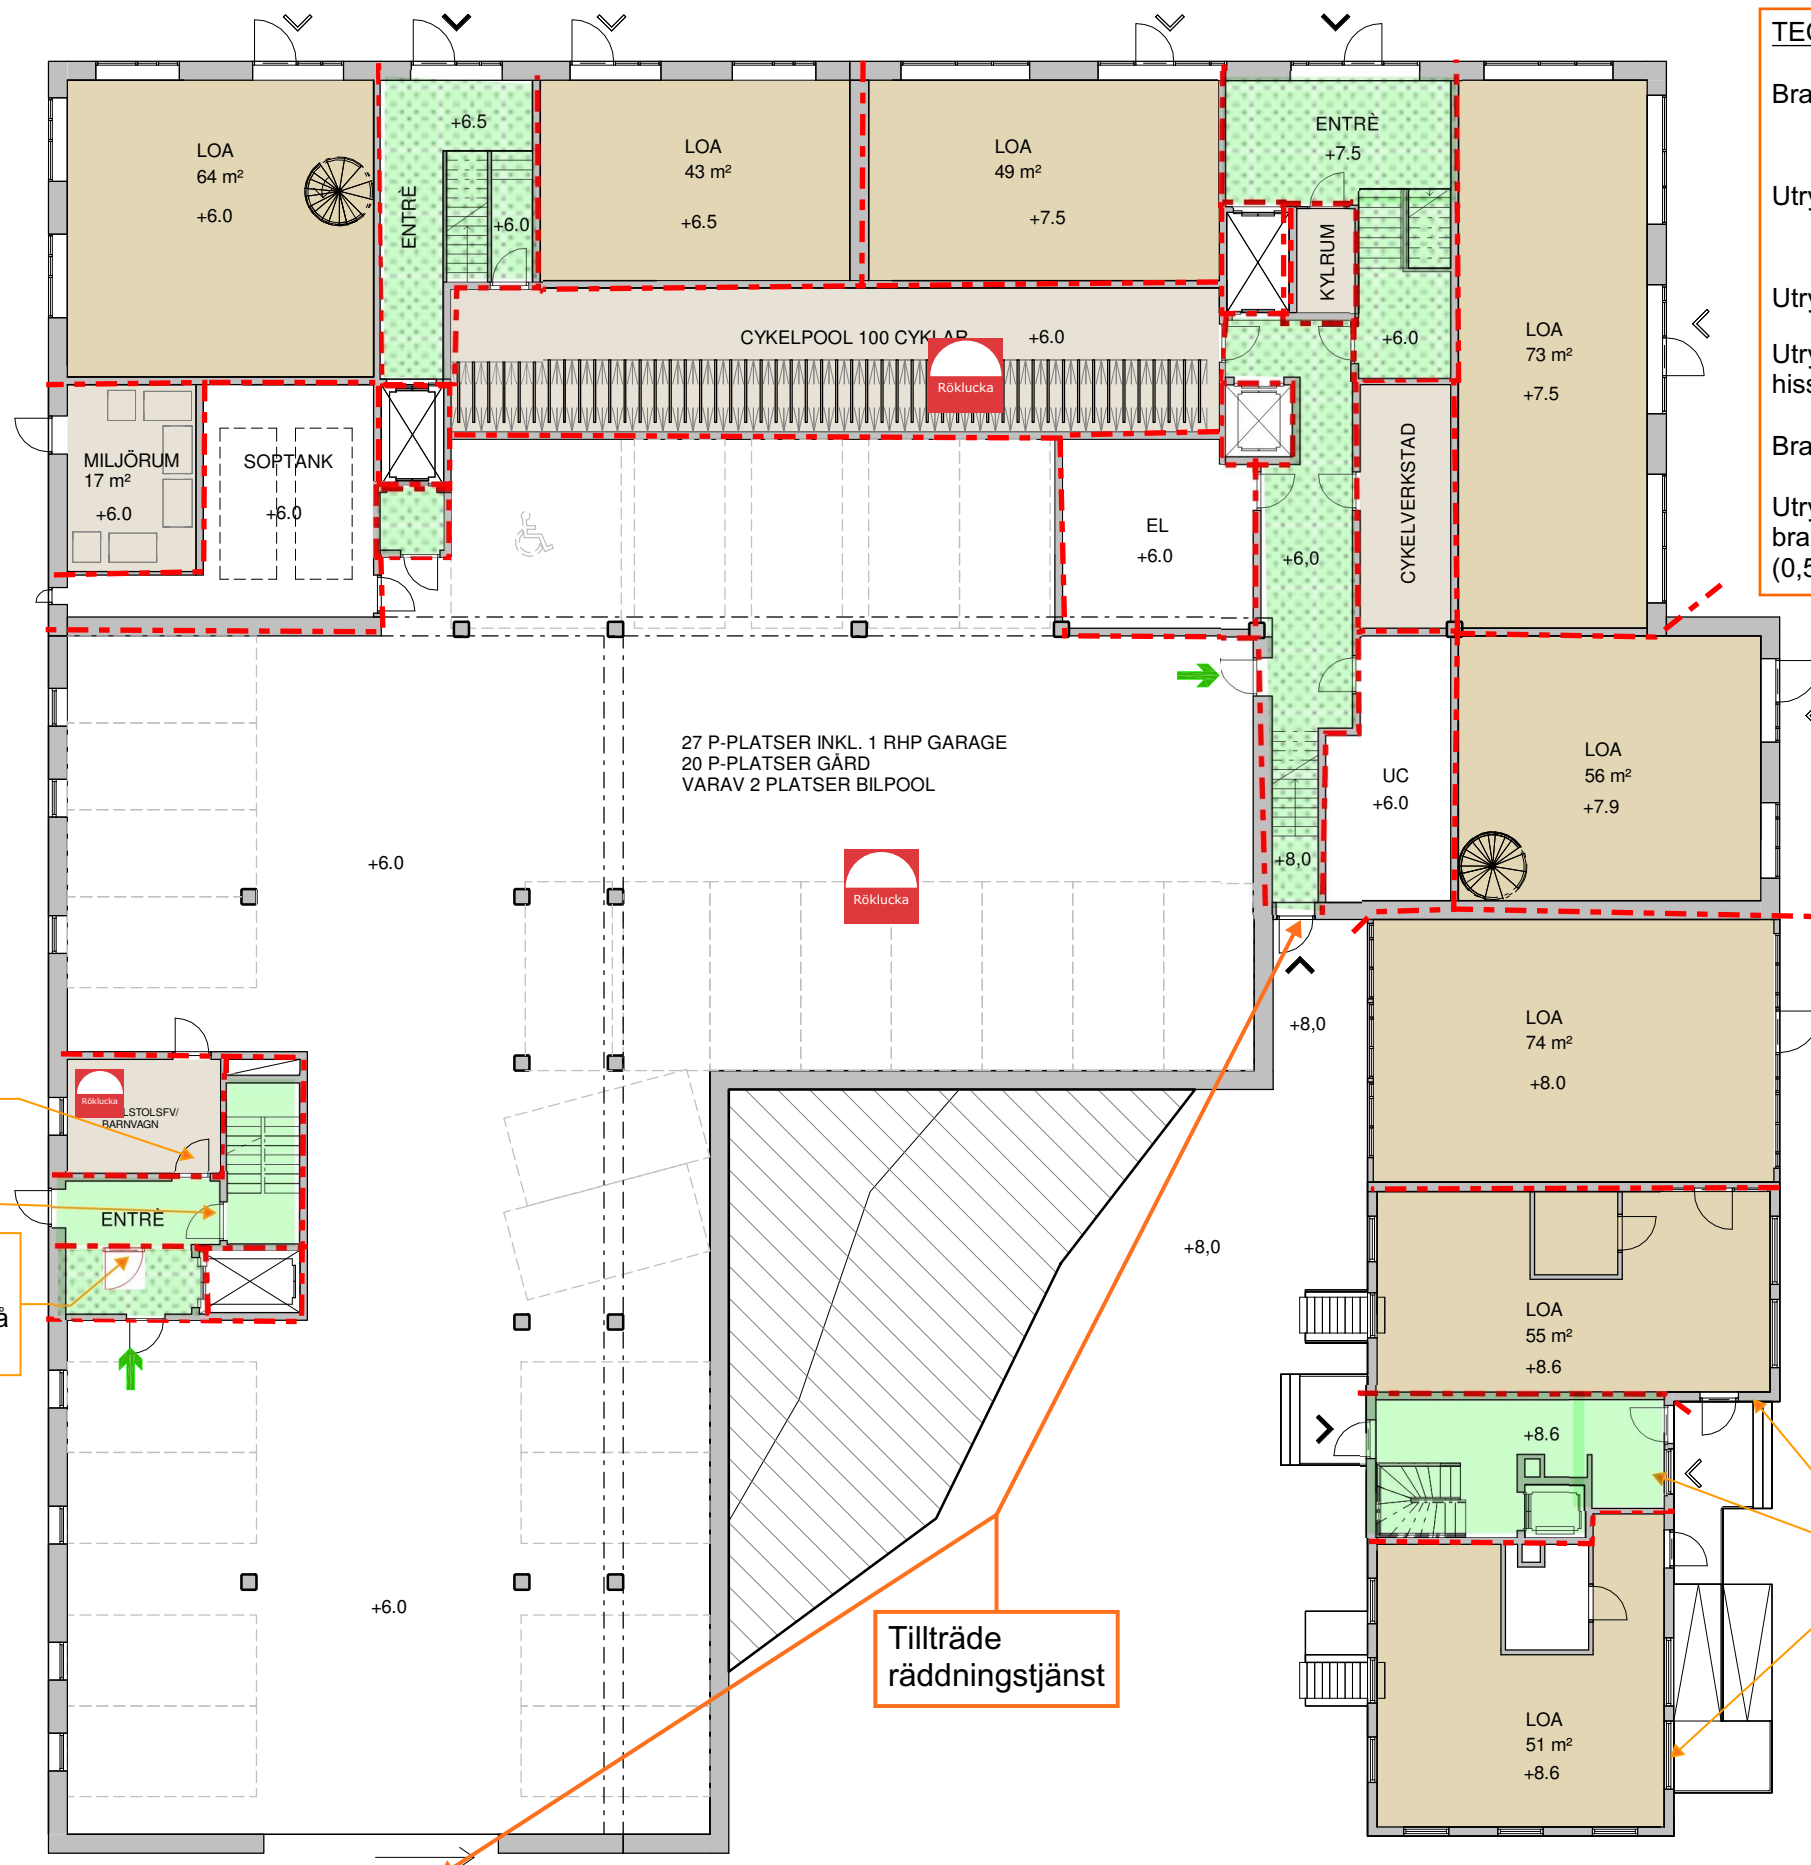 LOA
64 m²
+6.0
+6.5
ENTRÈ
+6.0
LOA
43 m²
+6.5
LOA
49 m²
+7.5
ENTRÈ
+7.5
KYLRUM
+6.0
LOA
73 m²
+7.5
CYKELPOOL 100 CYKLAR
+6.0
Röklucka
MILJÖRUM
17 m²
+6.0
SOPTANK
+6.0
EL
+6.0
+6,0
CYKELVERKSTAD
27 P-PLATSER INKL. 1 RHP GARAGE
20 P-PLATSER GÅRD
VARAV 2 PLATSER BILPOOL
UC
+6.0
LOA
56 m²
+7.9
+6.0
Röklucka
+8,0
+8,0
LOA
74 m²
+8.0
Röklucka
LSTOLSFV/
BARNVAGN
ENTRÈ
å
+8,0
LOA
55 m²
+8.6
+8.6
+6.0
Tillträde
räddningstjänst
LOA
51 m²
+8.6
TEC
Bra
Utry
Utry
Utry
hiss
Bra
Utry
bra
(0,5